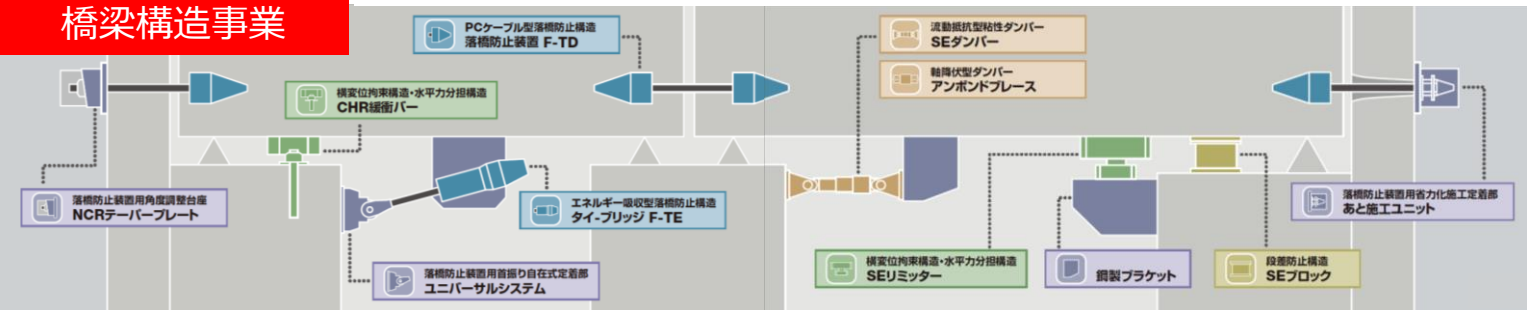 橋梁構造事業
PCケーブル型落橋防止構造
落橋防止装置 F-TD
流動抵抗型粘性ダンパー
SEダンパー
軸降伏型ダンパー
アンボンドブレース
横変位拘束構造・水平力分担構造
CHR緩衝バー
落橋防止装置用角度調整台座
NCRテーパープレート
エネルギー吸収型落橋防止構造
タイ-ブリッジ F-TE
落橋防止装置用省力化施工定着部
あと施工ユニット
落橋防止装置用首振り自在式定着部
ユニバーサルシステム
横変位拘束構造・水平力分担構造
SEリミッター
鋼製ブラケット
段差防止構造
SEブロック